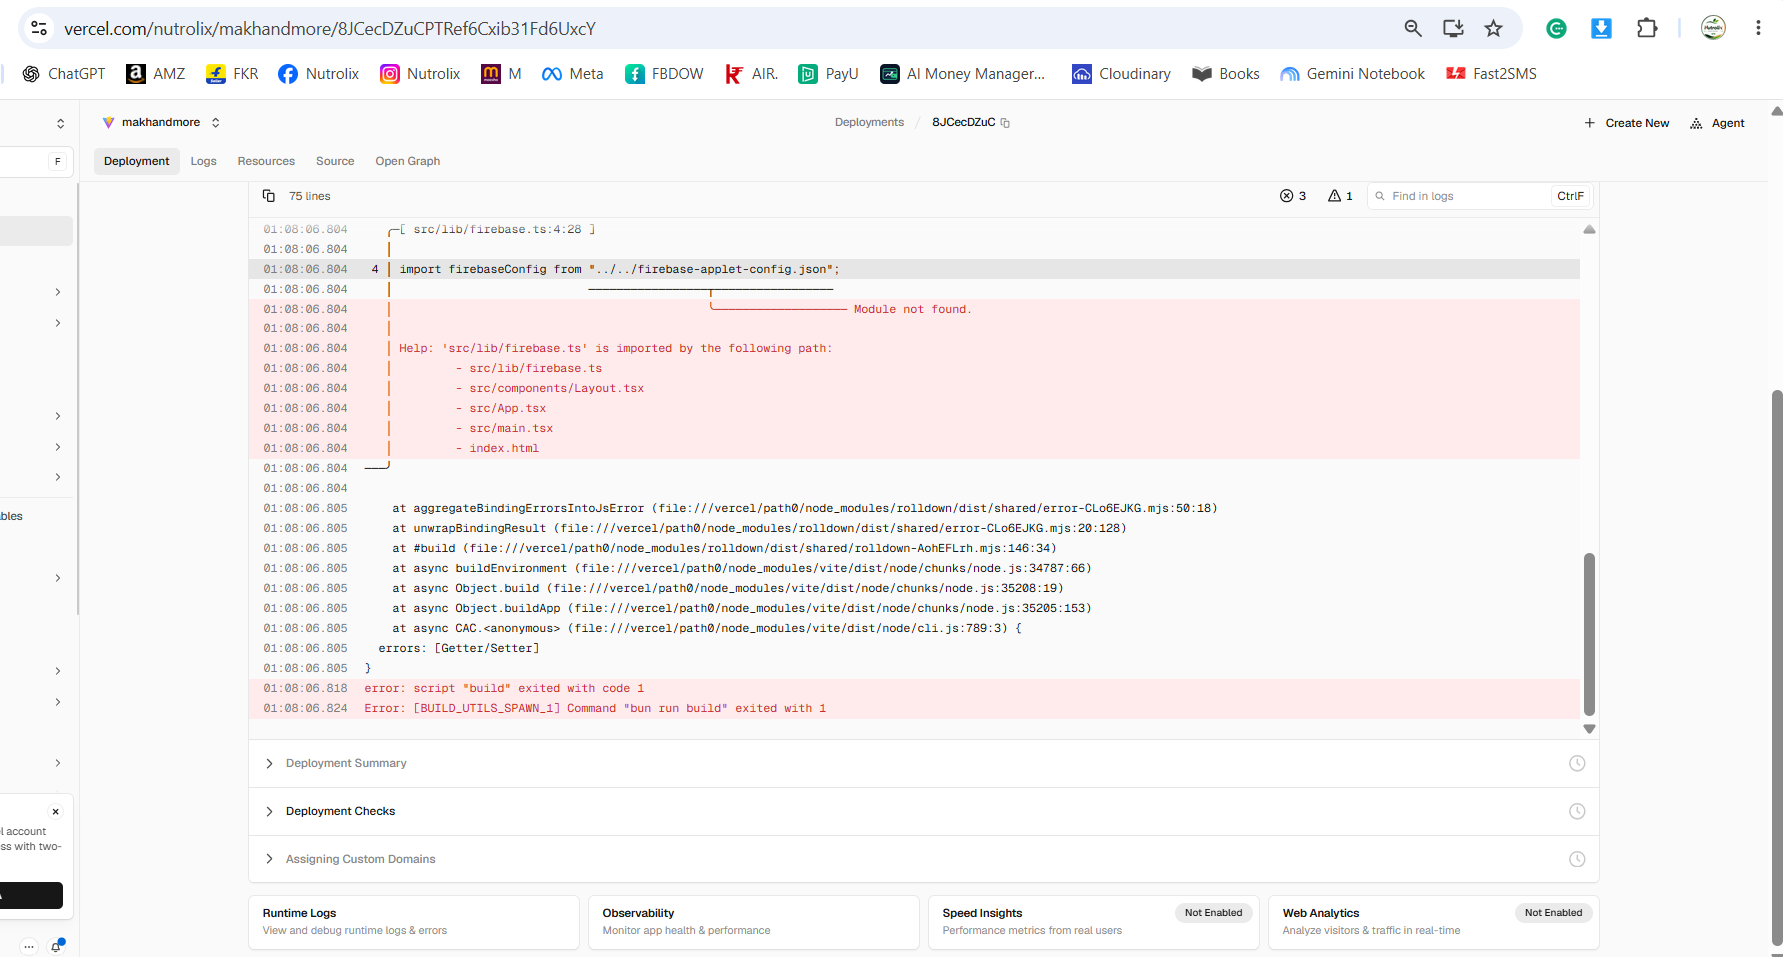 vercel.com/nutrolix/makhandmore/8JCecDZuCPTRef6Cxib31Fd6UxcY
ChatGPT AMZ FKR Nutrolix Nutrolix M Meta FBDOW AIR. PayU AI Money Manager... Cloudinary Books Gemini Notebook Fast2SMS
makhandmore Deployments / 8JCecDZuC Create New Agent
F Deployment Logs Resources Source Open Graph
75 lines 3 1 Find in logs CtrlF
01:08:06.804 ╭─[ src/lib/firebase.ts:4:28 ]
01:08:06.804 │
01:08:06.804 4 │ import firebaseConfig from "../../firebase-applet-config.json";
01:08:06.804 │
01:08:06.804 │ Module not found.
01:08:06.804 │
01:08:06.804 │ Help: 'src/lib/firebase.ts' is imported by the following path:
01:08:06.804 │ - src/lib/firebase.ts
01:08:06.804 │ - src/components/Layout.tsx
01:08:06.804 │ - src/App.tsx
01:08:06.804 │ - src/main.tsx
01:08:06.804 │ - index.html
01:08:06.804 ───╯
01:08:06.804
01:08:06.805 at aggregateBindingErrorsIntoJsError (file:///vercel/path0/node_modules/rolldown/dist/shared/error-CLo6EJKG.mjs:50:18)
01:08:06.805 at unwrapBindingResult (file:///vercel/path0/node_modules/rolldown/dist/shared/error-CLo6EJKG.mjs:20:128)
01:08:06.805 at #build (file:///vercel/path0/node_modules/rolldown/dist/shared/rolldown-AohEFLrh.mjs:146:34)
01:08:06.805 at async buildEnvironment (file:///vercel/path0/node_modules/vite/dist/node/chunks/node.js:34787:66)
01:08:06.805 at async Object.build (file:///vercel/path0/node_modules/vite/dist/node/chunks/node.js:35208:19)
01:08:06.805 at async Object.buildApp (file:///vercel/path0/node_modules/vite/dist/node/chunks/node.js:35205:153)
01:08:06.805 at async CAC.<anonymous> (file:///vercel/path0/node_modules/vite/dist/node/cli.js:789:3) {
01:08:06.805 errors: [Getter/Setter]
01:08:06.805 }
01:08:06.818 error: script "build" exited with code 1
01:08:06.824 Error: [BUILD_UTILS_SPAWN_1] Command "bun run build" exited with 1
bles
Deployment Summary
Deployment Checks
Assigning Custom Domains
l account
ss with two-
Runtime Logs
View and debug runtime logs & errors
Observability
Monitor app health & performance
Speed Insights Not Enabled
Performance metrics from real users
Web Analytics Not Enabled
Analyze visitors & traffic in real-time